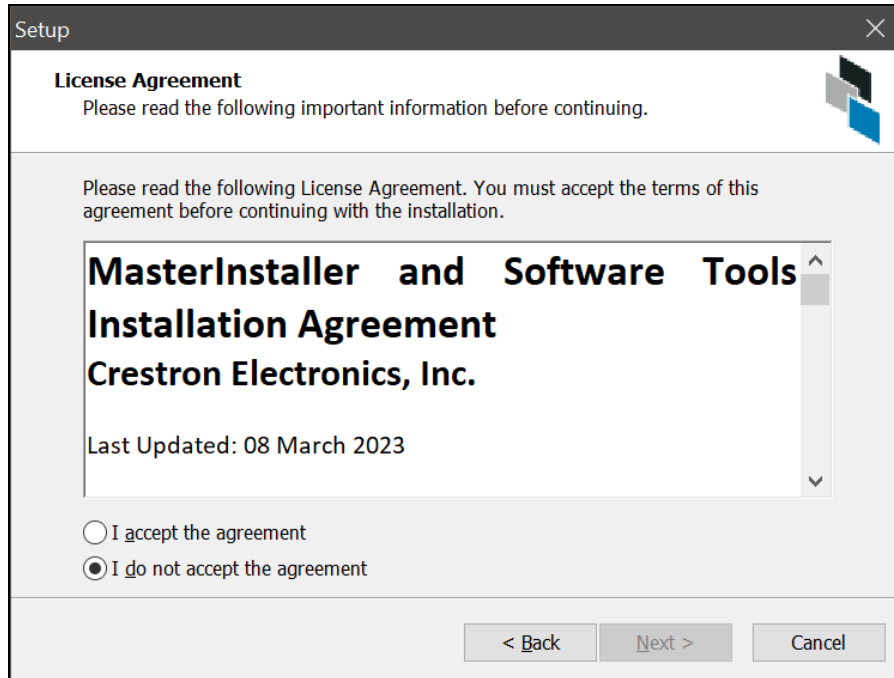 Setup
License Agreement
Please read the following important information before continuing.
Please read the following License Agreement. You must accept the terms of this
agreement before continuing with the installation.
MasterInstaller and Software Tools
Installation Agreement
Crestron Electronics, Inc.
Last Updated: 08 March 2023
I accept the agreement
I do not accept the agreement
< Back Next > Cancel